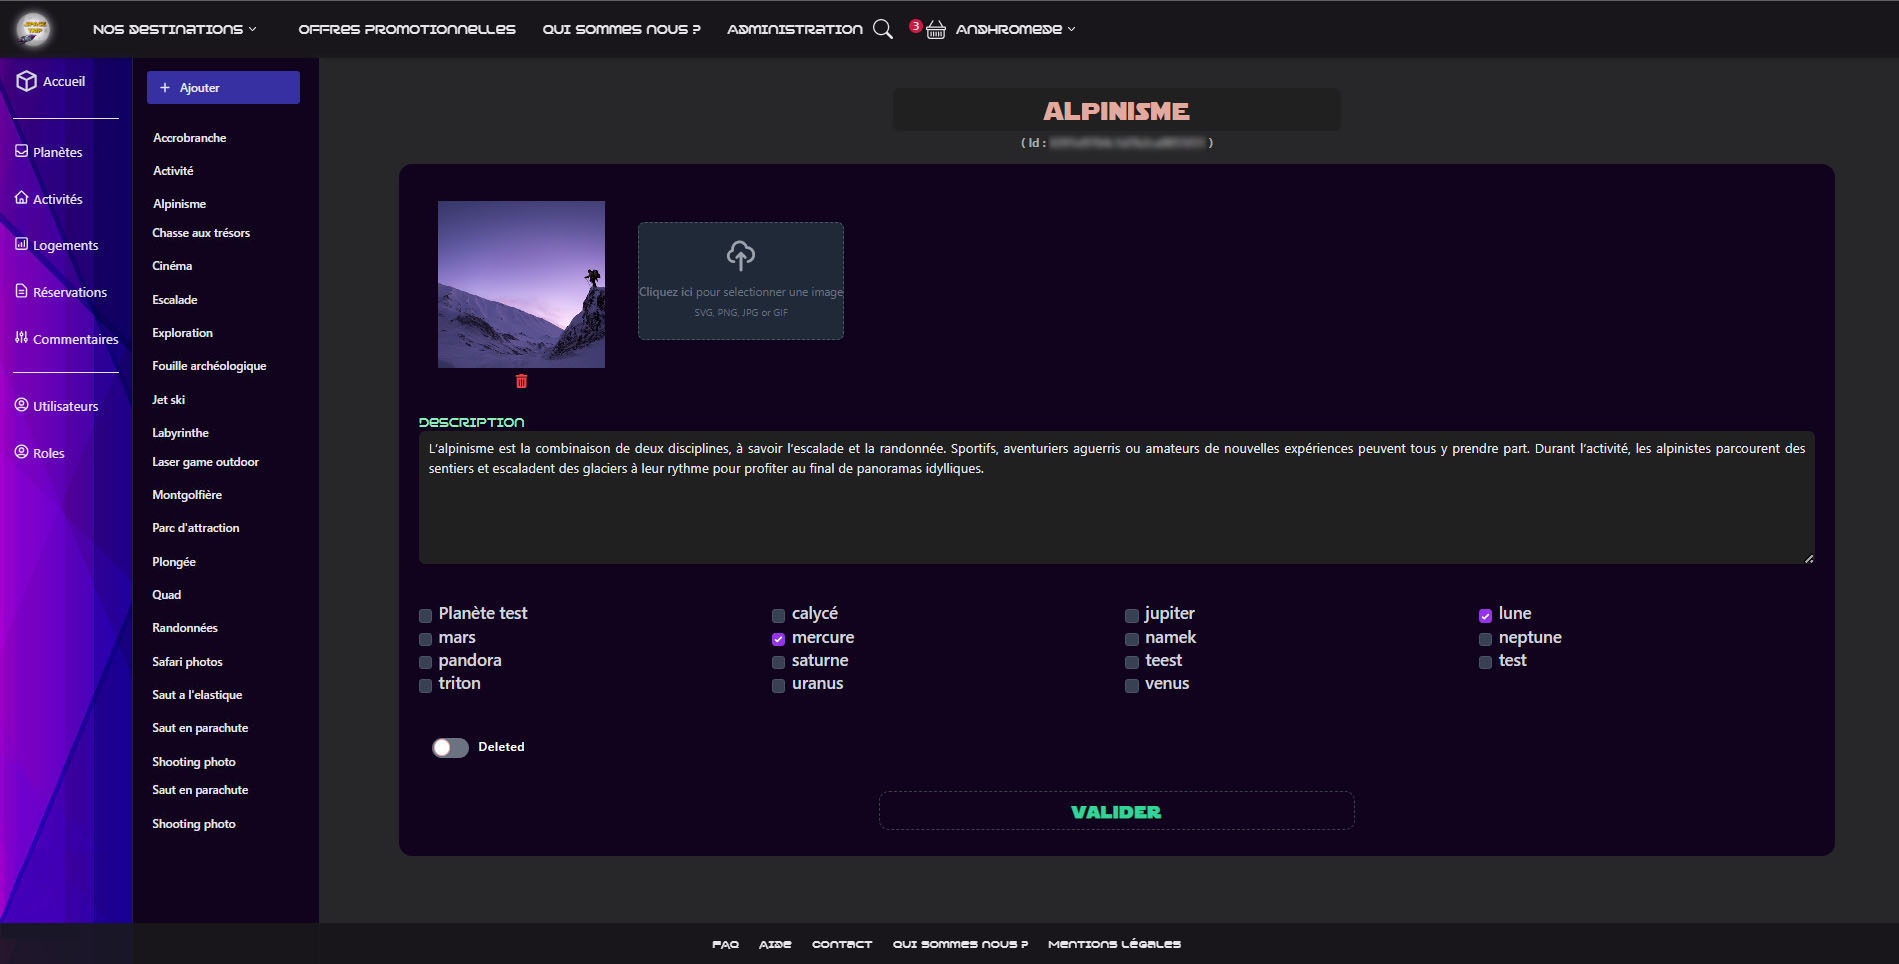 SPACE TRIP
NOS DESTINATIONS
OFFRES PROMOTIONNELLES
QUI SOMMES NOUS ?
ADMINISTRATION
3
ANDHROMEDE
Accueil
Planètes
Activités
Logements
Réservations
Commentaires
Utilisateurs
Roles
+ Ajouter
Accrobranche
Activité
Alpinisme
Chasse aux trésors
Cinéma
Escalade
Exploration
Fouille archéologique
Jet ski
Labyrinthe
Laser game outdoor
Montgolfière
Parc d'attraction
Plongée
Quad
Randonnées
Safari photos
Saut a l'elastique
Saut en parachute
Shooting photo
Saut en parachute
Shooting photo
ALPINISME
( Id : )
Cliquez ici pour selectionner une image
SVG, PNG, JPG or GIF
DESCRIPTION
L'alpinisme est la combinaison de deux disciplines, à savoir l'escalade et la randonnée. Sportifs, aventuriers aguerris ou amateurs de nouvelles expériences peuvent tous y prendre part. Durant l'activité, les alpinistes parcourent des
sentiers et escaladent des glaciers à leur rythme pour profiter au final de panoramas idylliques.
Planète test calycé jupiter lune
mars mercure namek neptune
pandora saturne teest test
triton uranus venus
Deleted
VALIDER
FAQ AIDE CONTACT QUI SOMMES NOUS ? MENTIONS LÉGALES